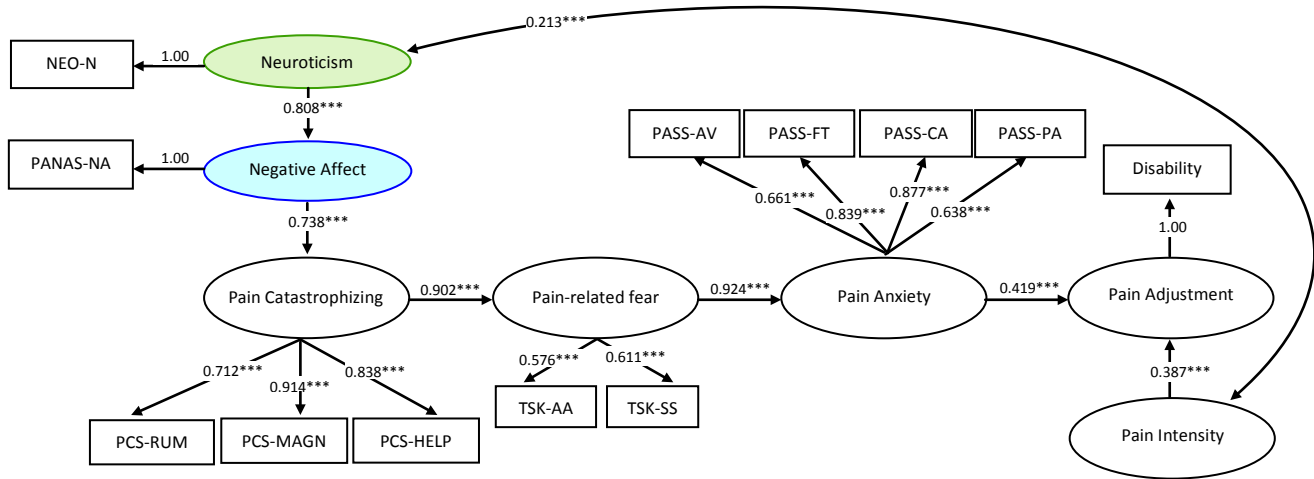 0.213***
NEO-N
1.00
Neuroticism
0.808***
PASS-AV
PASS-FT
PASS-CA
PASS-PA
PANAS-NA
1.00
Negative Affect
Disability
0.661***
0.839***
0.877***
0.638***
0.738***
1.00
Pain Catastrophizing
0.902***
Pain-related fear
0.924***
Pain Anxiety
0.419***
Pain Adjustment
0.712***
0.914***
0.838***
0.576***
0.611***
0.387***
TSK-AA
TSK-SS
PCS-RUM
PCS-MAGN
PCS-HELP
Pain Intensity